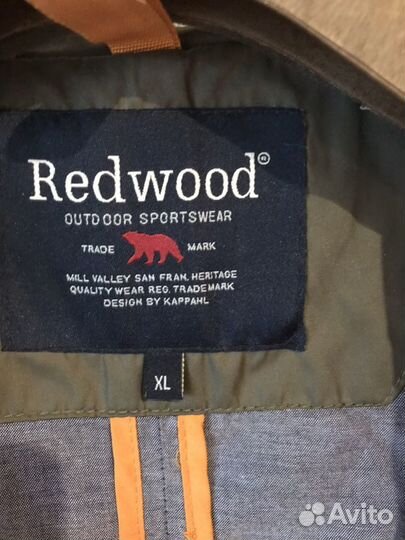 Redwood®
OUTDOOR SPORTSWEAR
TRADE MARK
MILL VALLEY SAN FRAN. HERITAGE
QUALITY WEAR REG. TRADEMARK
DESIGN BY KAPPAHL
XL
Avito